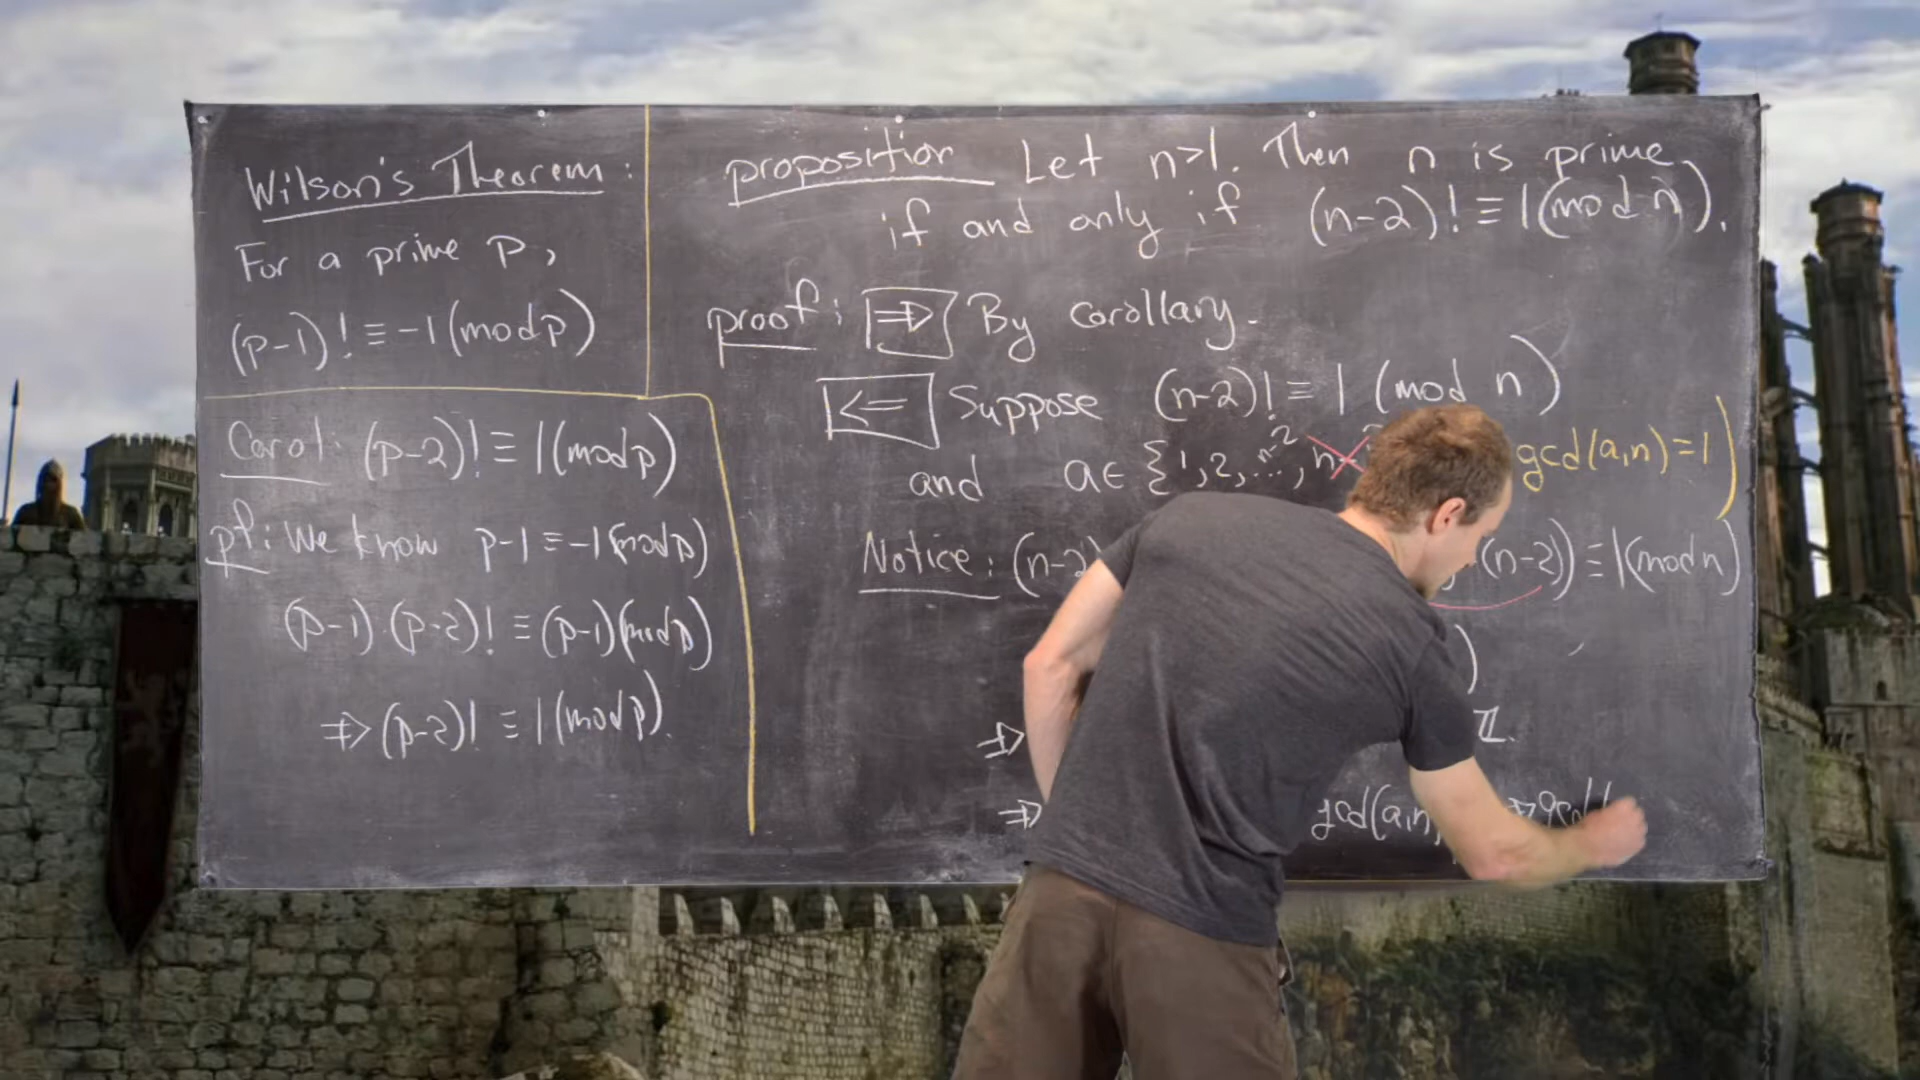 Wilson's Theorem:
For a prime p,
(p-1)! ≡ -1 (mod p)
Corol: (p-2)! ≡ 1 (mod p)
pf: We know p-1 ≡ -1 (mod p)
(p-1)·(p-2)! ≡ (p-1) (mod p)
⇒ (p-2)! ≡ 1 (mod p).
proposition Let n>1. Then n is prime
if and only if (n-2)! ≡ 1 (mod n).
proof: ⇒ By corollary.
⇐ Suppose (n-2)! ≡ 1 (mod n)
and a ∈ {1, 2, ..., n-2 gcd(a,n)=1)
Notice: (n-2) (n-2)) ≡ 1 (mod n)
)
⇒ ℤ.
⇒ gcd(a,n) ⇒ gcd(